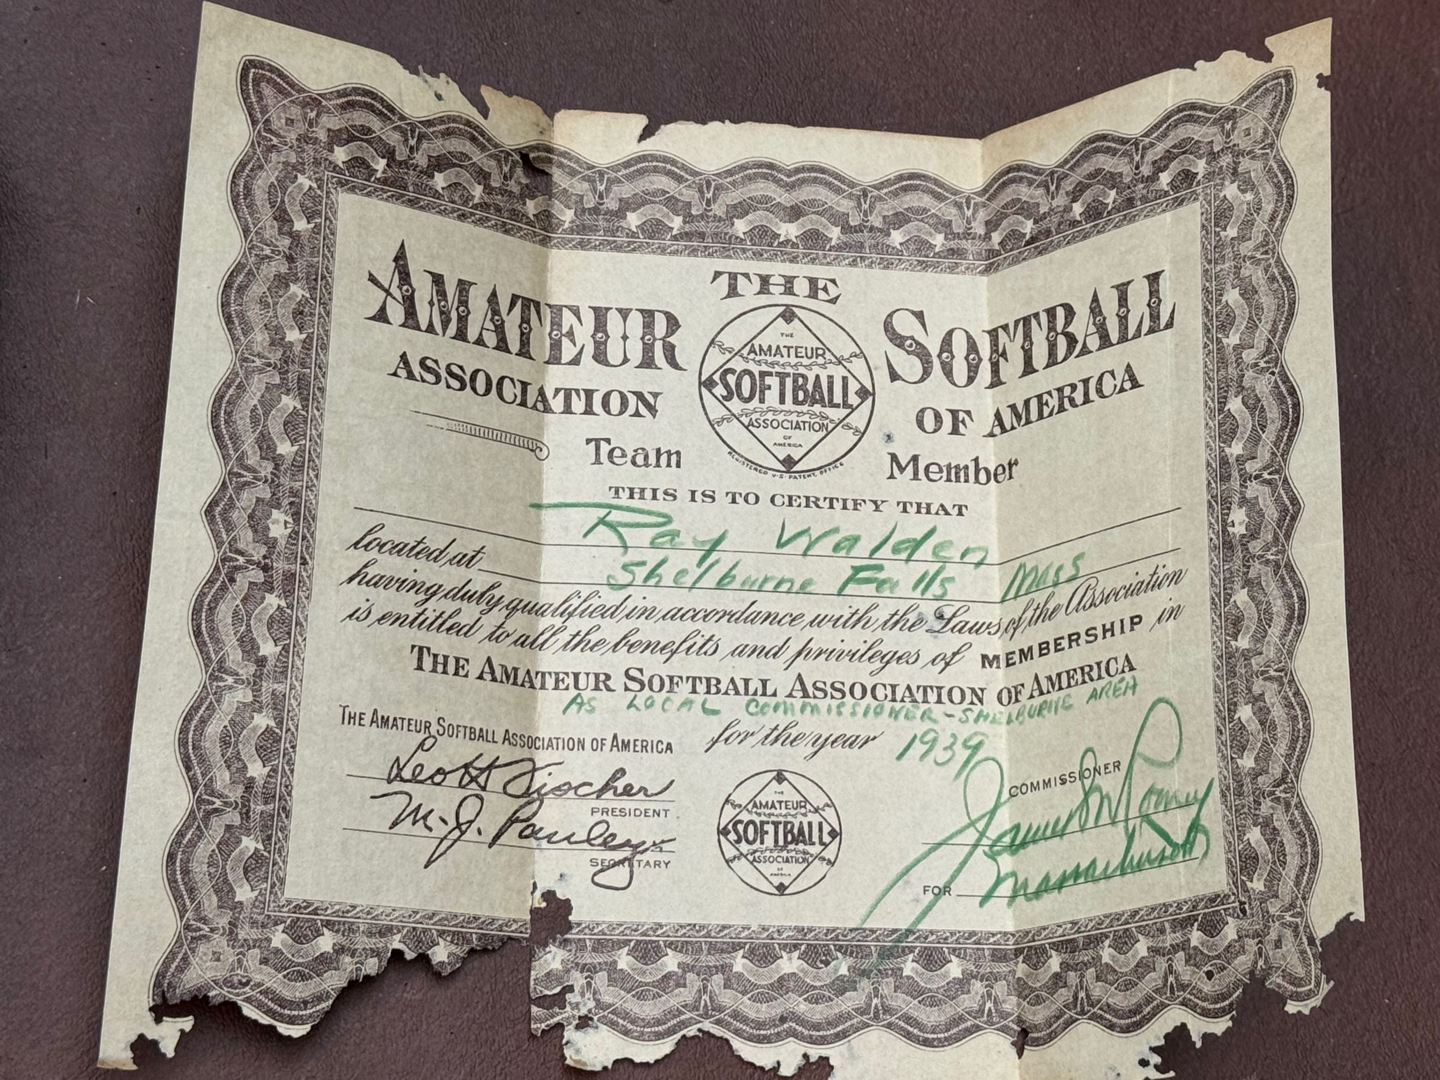 THE
AMATEUR SOFTBALL
ASSOCIATION OF AMERICA
THE
AMATEUR
SOFTBALL
ASSOCIATION
OF
AMERICA
REGISTERED U.S. PATENT OFFICE
Team Member
THIS IS TO CERTIFY THAT
Ray Walden
located at Shelburne Falls Mass
having duly qualified in accordance with the Laws of the Association
is entitled to all the benefits and privileges of MEMBERSHIP in
THE AMATEUR SOFTBALL ASSOCIATION OF AMERICA
AS LOCAL COMMISSIONER - SHELBURNE AREA
THE AMATEUR SOFTBALL ASSOCIATION OF AMERICA for the year 1939
Leo H Fischer
PRESIDENT
M. J. Pauley
SECRETARY
THE
AMATEUR
SOFTBALL
ASSOCIATION
OF
AMERICA
COMMISSIONER
James M Rooney
FOR Massachusetts